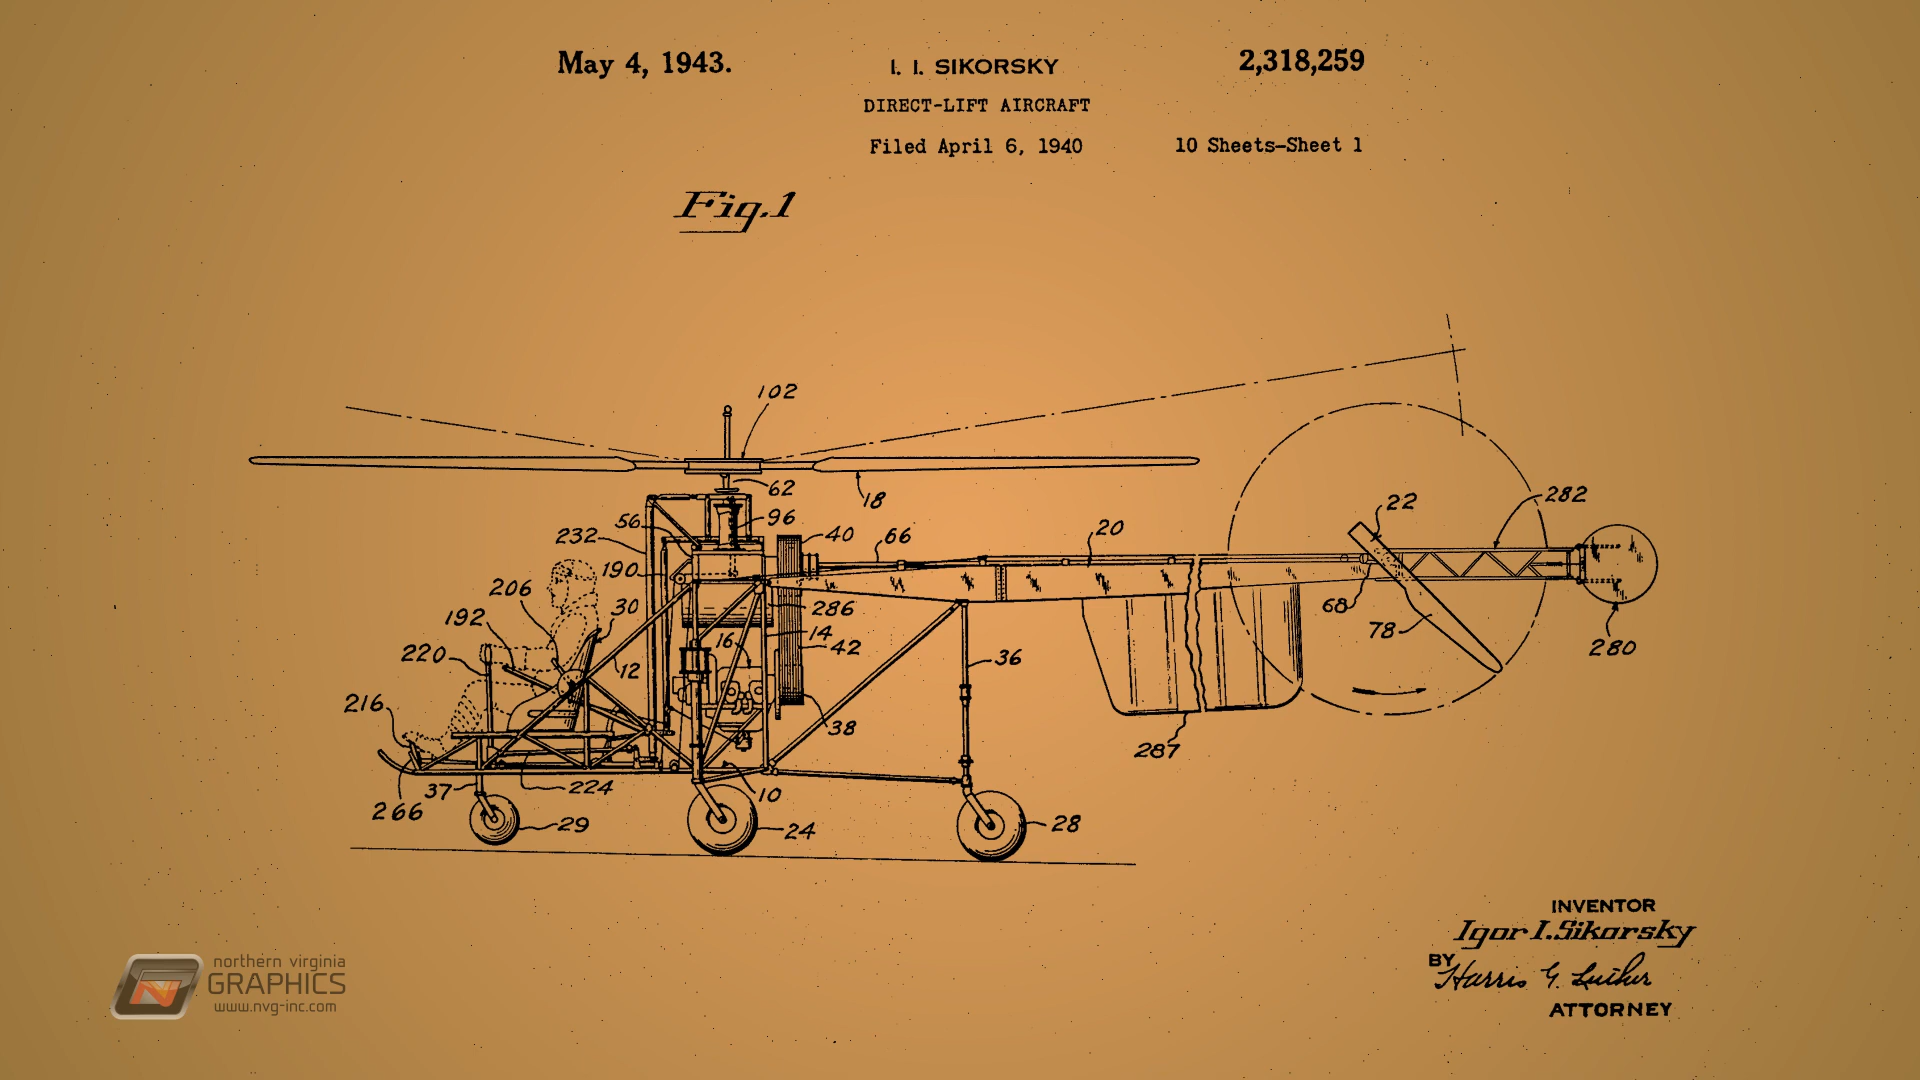 May 4, 1943.
I. I. SIKORSKY
2,318,259
DIRECT-LIFT AIRCRAFT
Filed April 6, 1940
10 Sheets-Sheet 1
Fig.1
102
62
18
96
56
232
40
66
20
22
282
190
206
30
286
192
14
16
42
68
78
280
220
12
36
216
38
287
37
224
10
266
29
24
28
INVENTOR
Igor I. Sikorsky
BY
Harris G. Luther
ATTORNEY
northern virginia
GRAPHICS
www.nvg-inc.com